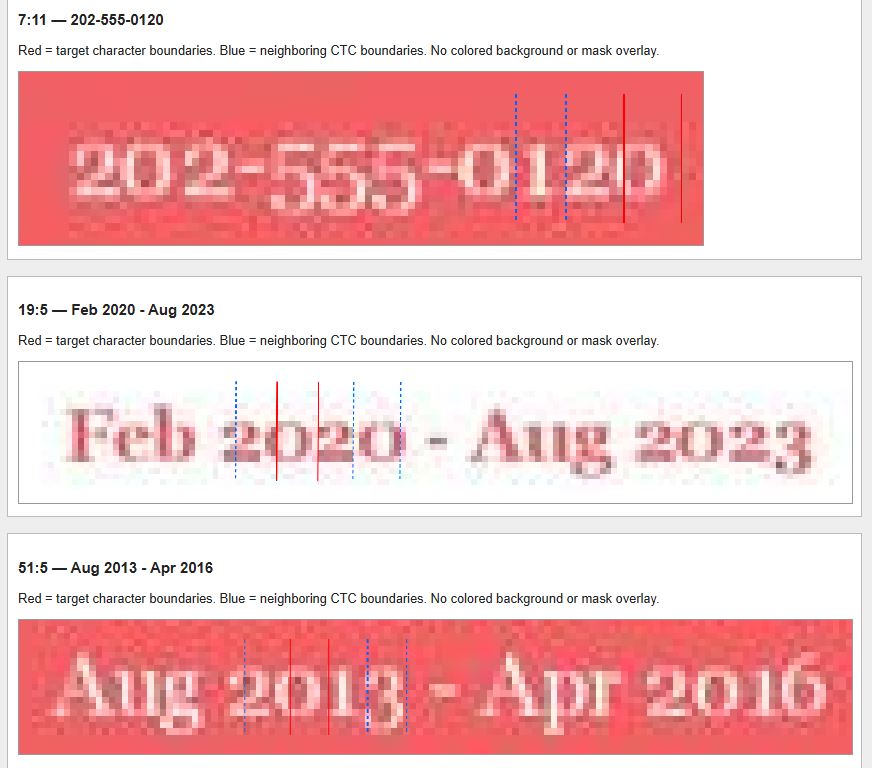 7:11 — 202-555-0120
Red = target character boundaries. Blue = neighboring CTC boundaries. No colored background or mask overlay.
202-555-0120
19:5 — Feb 2020 - Aug 2023
Red = target character boundaries. Blue = neighboring CTC boundaries. No colored background or mask overlay.
Feb 2020 - Aug 2023
51:5 — Aug 2013 - Apr 2016
Red = target character boundaries. Blue = neighboring CTC boundaries. No colored background or mask overlay.
Aug 2013 - Apr 2016